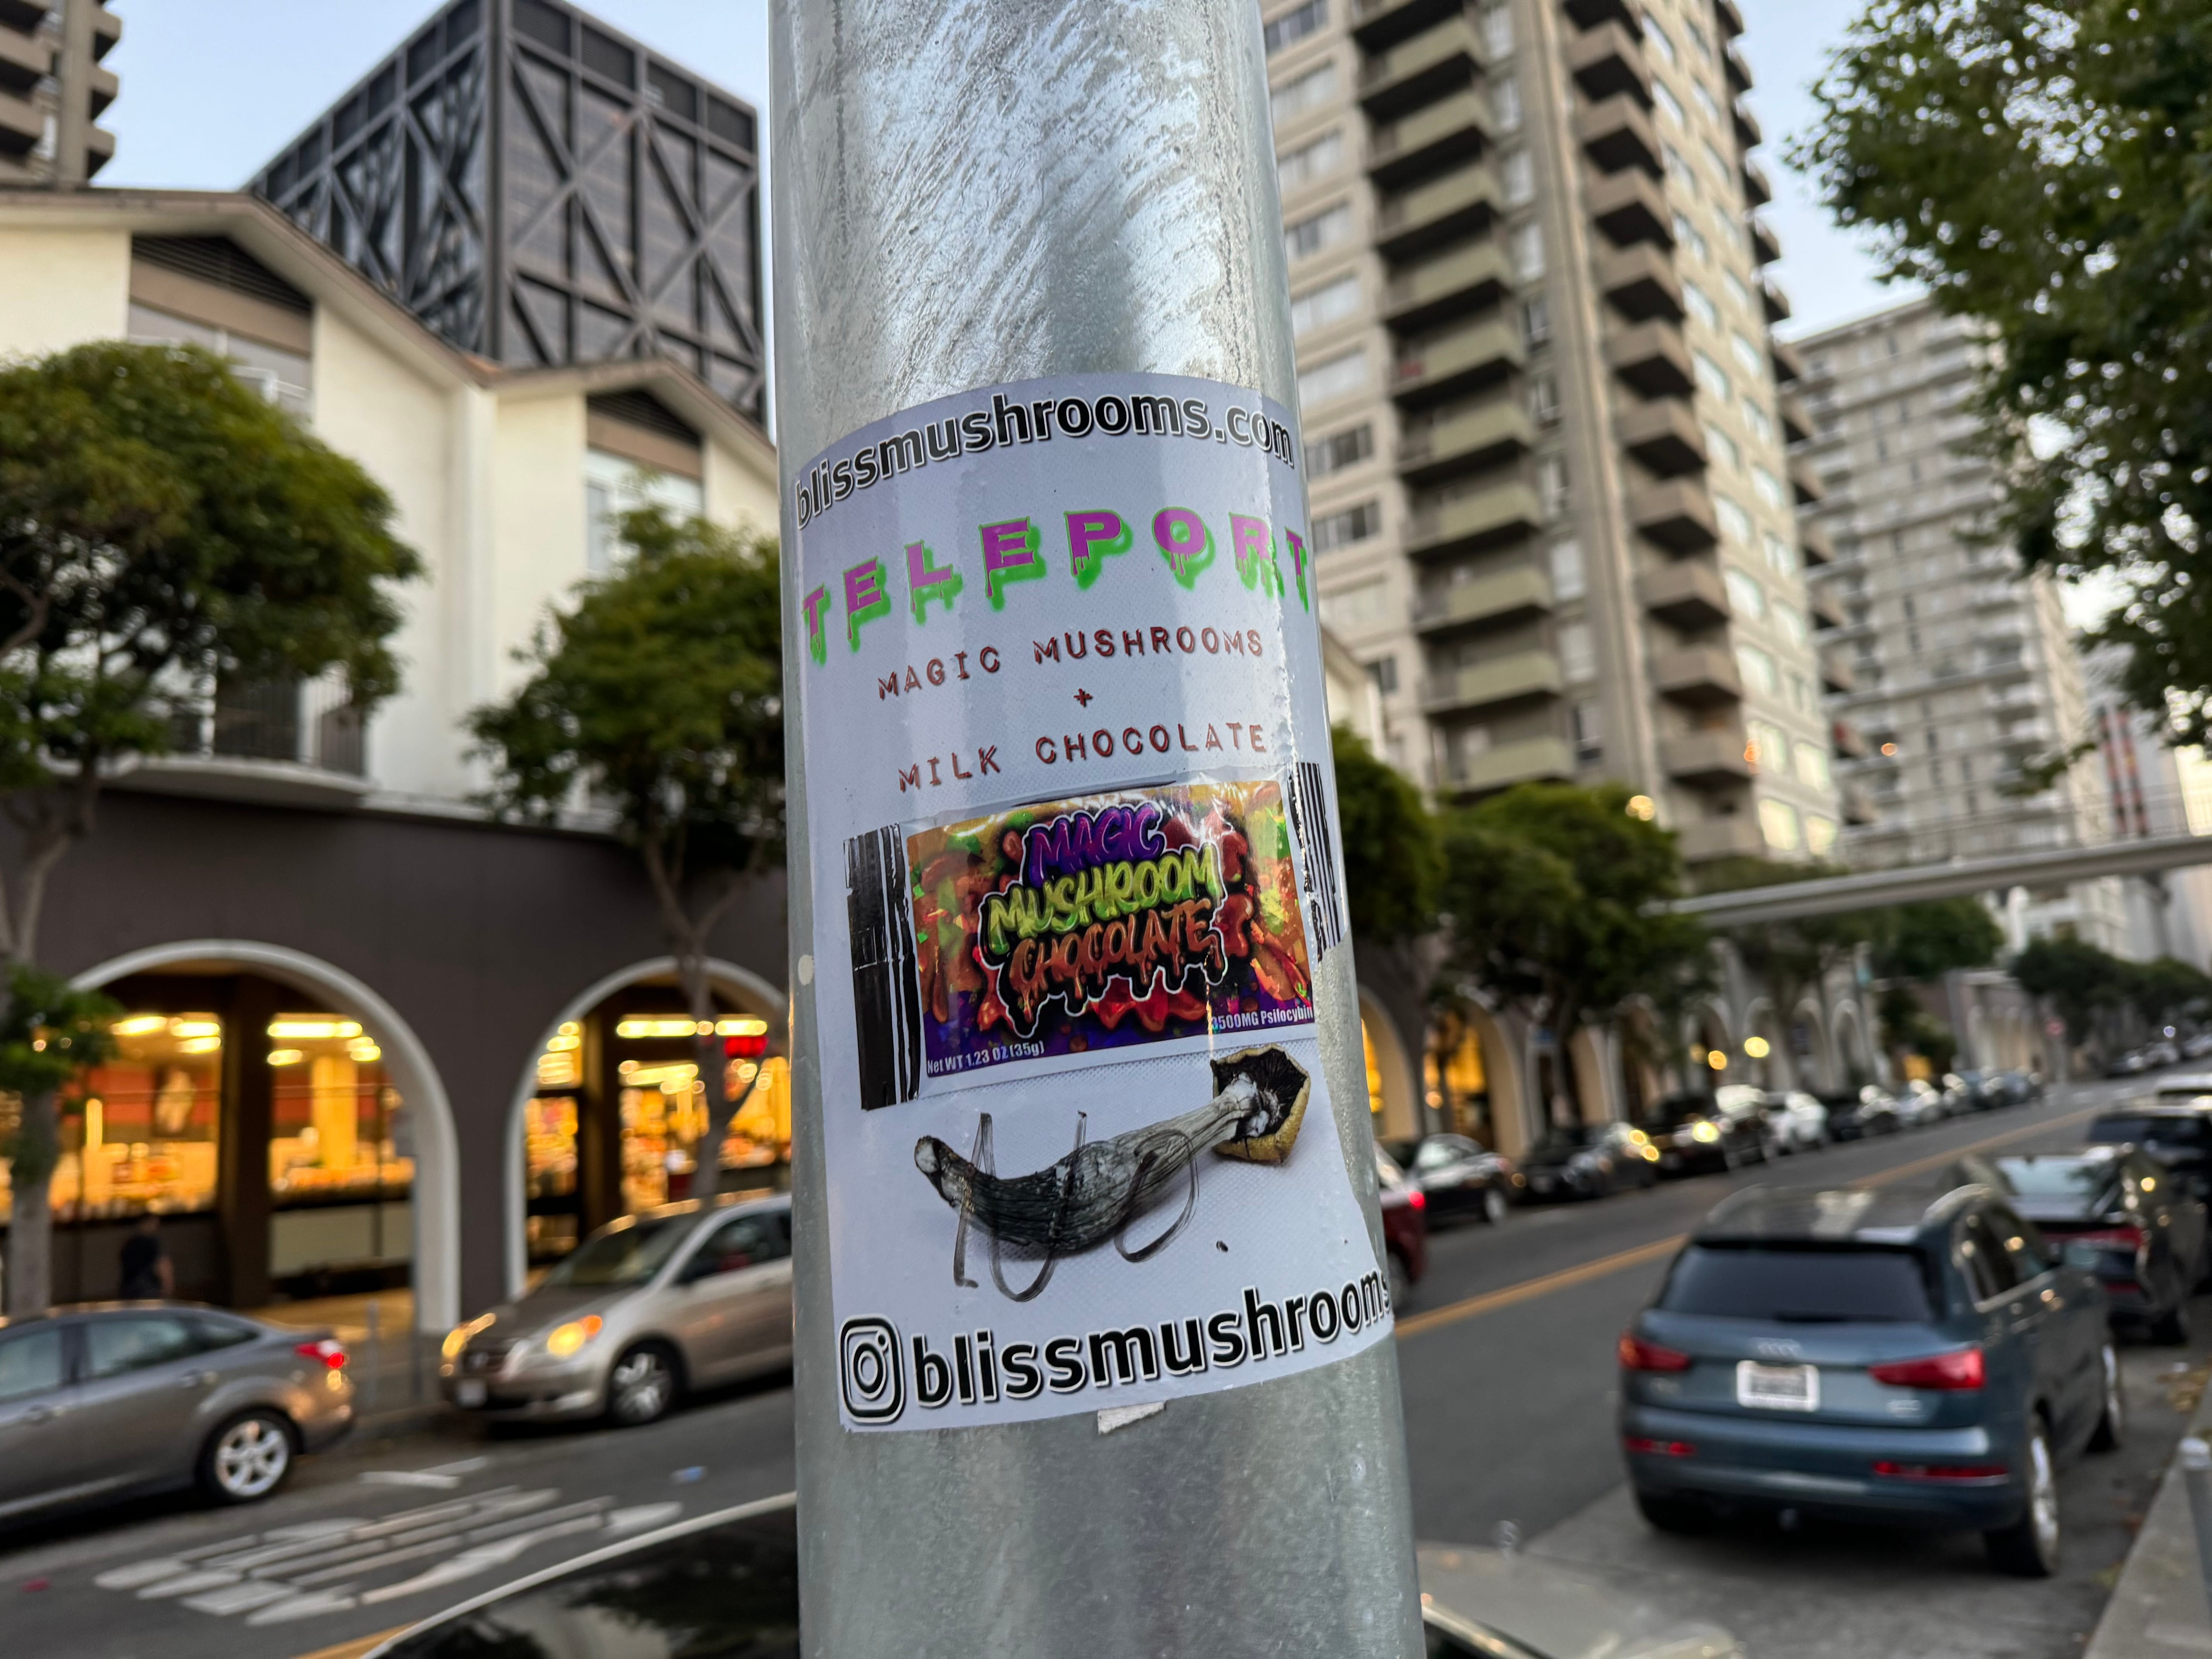 blissmushrooms.com
TELEPORT
MAGIC MUSHROOMS
+
MILK CHOCOLATE
MAGIC
MUSHROOM
CHOCOLATE
3500MG Psilocybin
Net WT 1.23 OZ (35g)
blissmushrooms